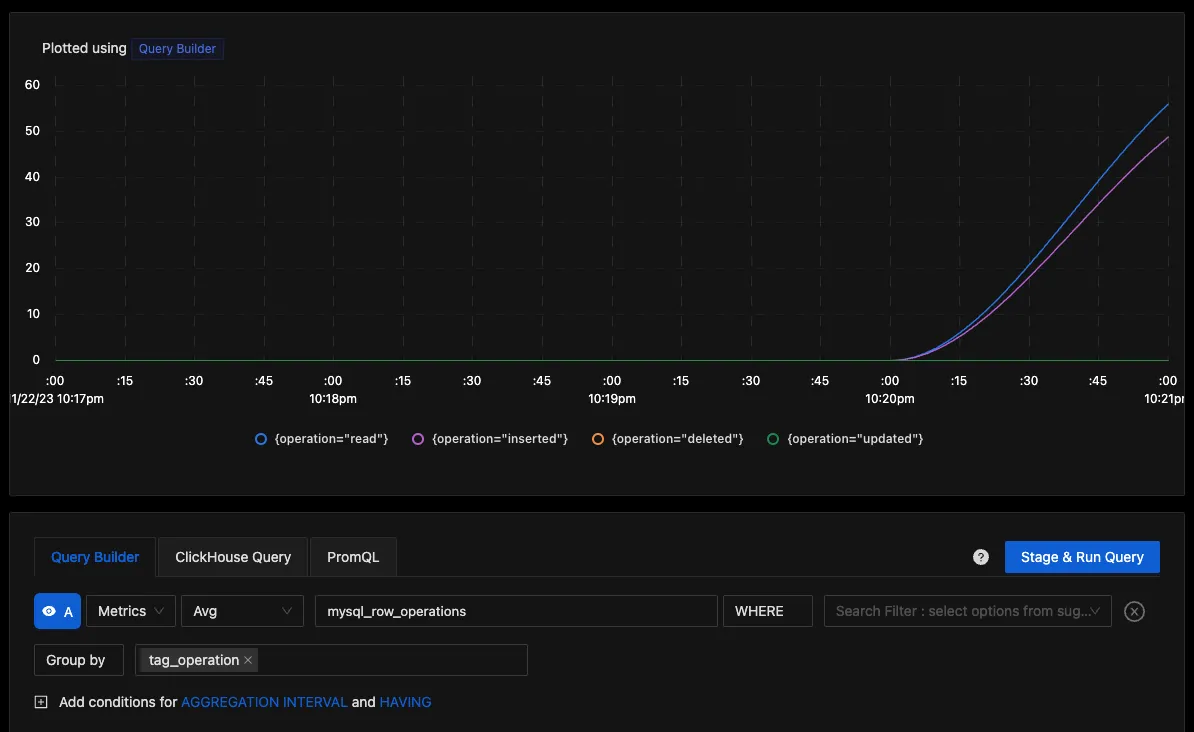 Plotted using Query Builder
60
50
40
30
20
10
0
:00 :15 :30 :45 :00 :15 :30 :45 :00 :15 :30 :45 :00 :15 :30 :45 :00
1/22/23 10:17pm 10:18pm 10:19pm 10:20pm 10:21p
{operation="read"} {operation="inserted"} {operation="deleted"} {operation="updated"}
Query Builder ClickHouse Query PromQL ? Stage & Run Query
A Metrics Avg mysql_row_operations WHERE Search Filter : select options from sug...
Group by tag_operation
Add conditions for AGGREGATION INTERVAL and HAVING